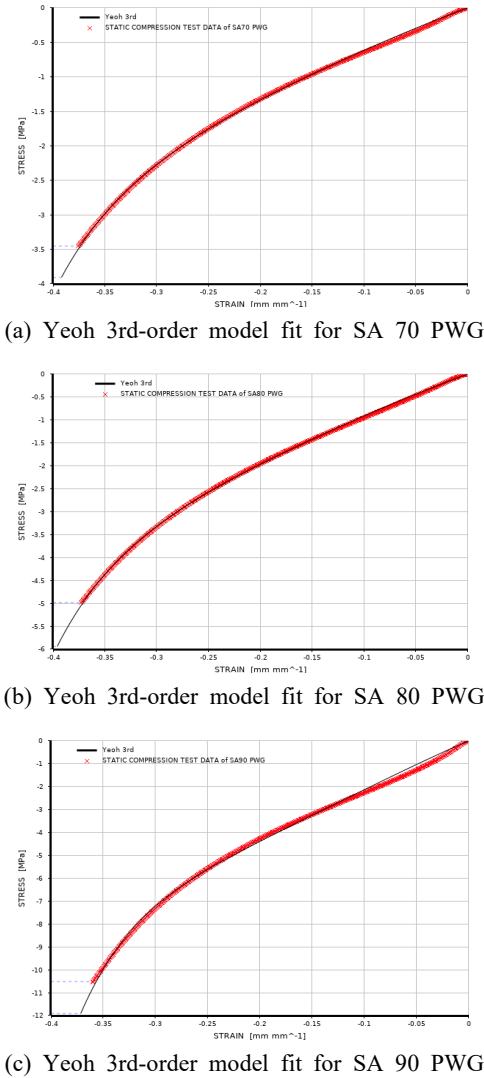 0
Yeoh 3rd
STATIC COMPRESSION TEST DATA of SA70 PWG
-0.5
-1
-1.5
STRESS [MPa]
-2
-2.5
-3
-3.5
-4
-0.4 -0.35 -0.3 -0.25 -0.2 -0.15 -0.1 -0.05 0
STRAIN [mm mm^-1]
(a) Yeoh 3rd-order model fit for SA 70 PWG
0
Yeoh 3rd
-0.5
STATIC COMPRESSION TEST DATA of SA80 PWG
-1
-1.5
-2
-2.5
STRESS [MPa]
-3
-3.5
-4
-4.5
-5
-5.5
-6
-0.4 -0.35 -0.3 -0.25 -0.2 -0.15 -0.1 -0.05 0
STRAIN [mm mm^-1]
(b) Yeoh 3rd-order model fit for SA 80 PWG
0
Yeoh 3rd
STATIC COMPRESSION TEST DATA of SA90 PWG
-1
-2
-3
-4
-5
STRESS [MPa]
-6
-7
-8
-9
-10
-11
-12
-0.4 -0.35 -0.3 -0.25 -0.2 -0.15 -0.1 -0.05 0
STRAIN [mm mm^-1]
(c) Yeoh 3rd-order model fit for SA 90 PWG